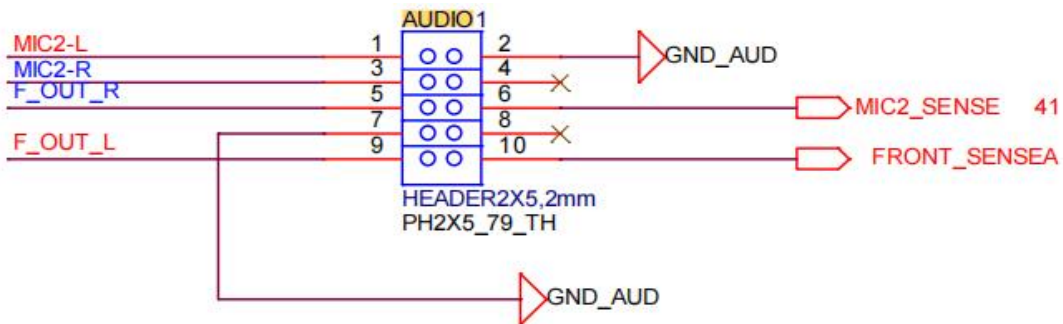 AUDIO1
MIC2-L 1 2 GND_AUD
MIC2-R 3 4
F_OUT_R 5 6 MIC2_SENSE 41
7 8
F_OUT_L 9 10 FRONT_SENSEA
HEADER2X5,2mm
PH2X5_79_TH
GND_AUD